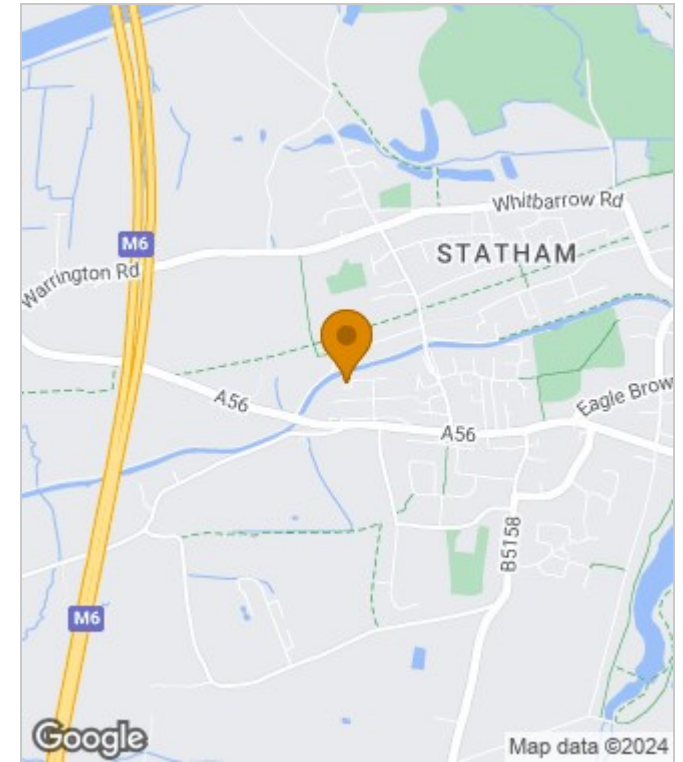 Whitbarrow Rd
STATHAM
M6
Warrington Rd
A56
Eagle Brow
A56
B5158
M6
Google
Map data ©2024